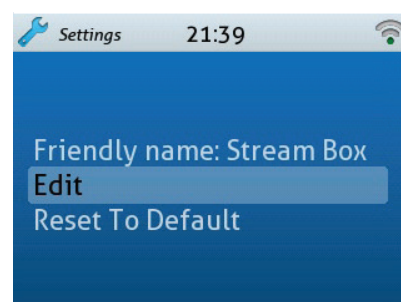 Settings 21:39
Friendly name: Stream Box
Edit
Reset To Default